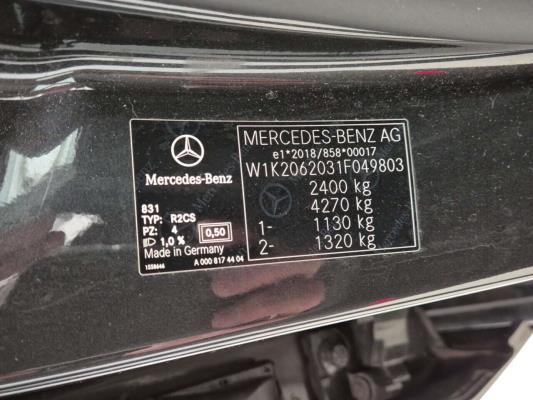 Mercedes-Benz
831
TYP: R2CS
PZ: 4
1,0 % 0,50
Made in Germany
1558646 A 000 817 44 04
MERCEDES-BENZ AG
e1*2018/858*00017
W1K2062031F049803
2400 kg
4270 kg
1- 1130 kg
2- 1320 kg